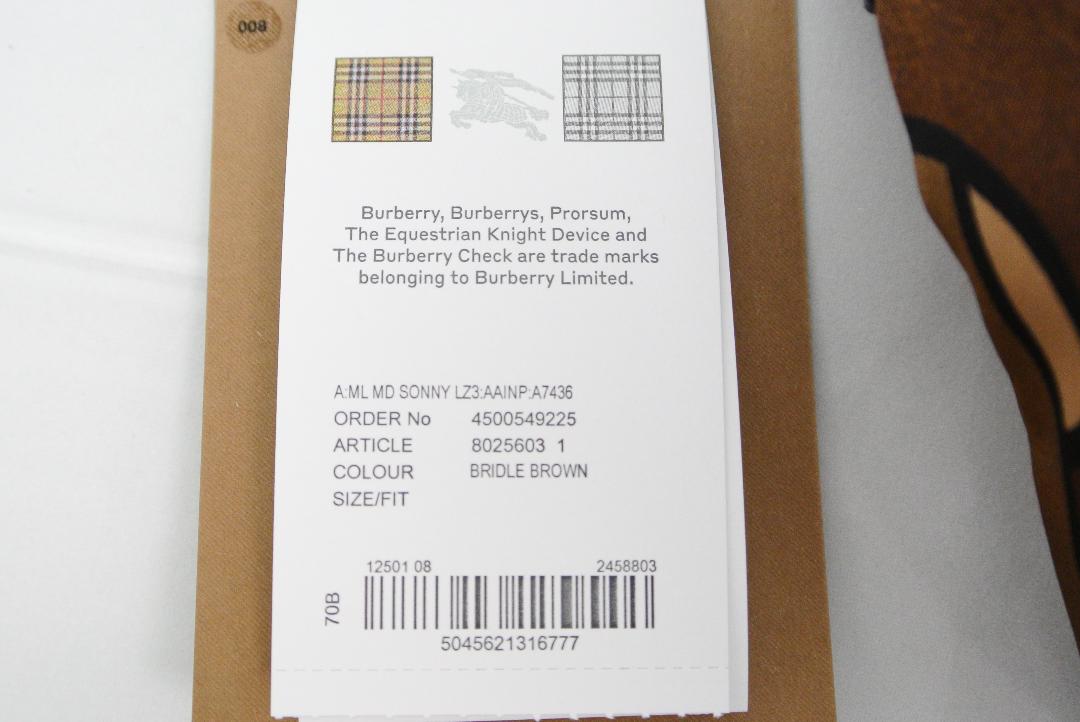 008
Burberry, Burberrys, Prorsum,
The Equestrian Knight Device and
The Burberry Check are trade marks
belonging to Burberry Limited.
A:ML MD SONNY LZ3:AAINP:A7436
ORDER No 4500549225
ARTICLE 8025603 1
COLOUR BRIDLE BROWN
SIZE/FIT
12501 08 2458803
70B
5045621316777